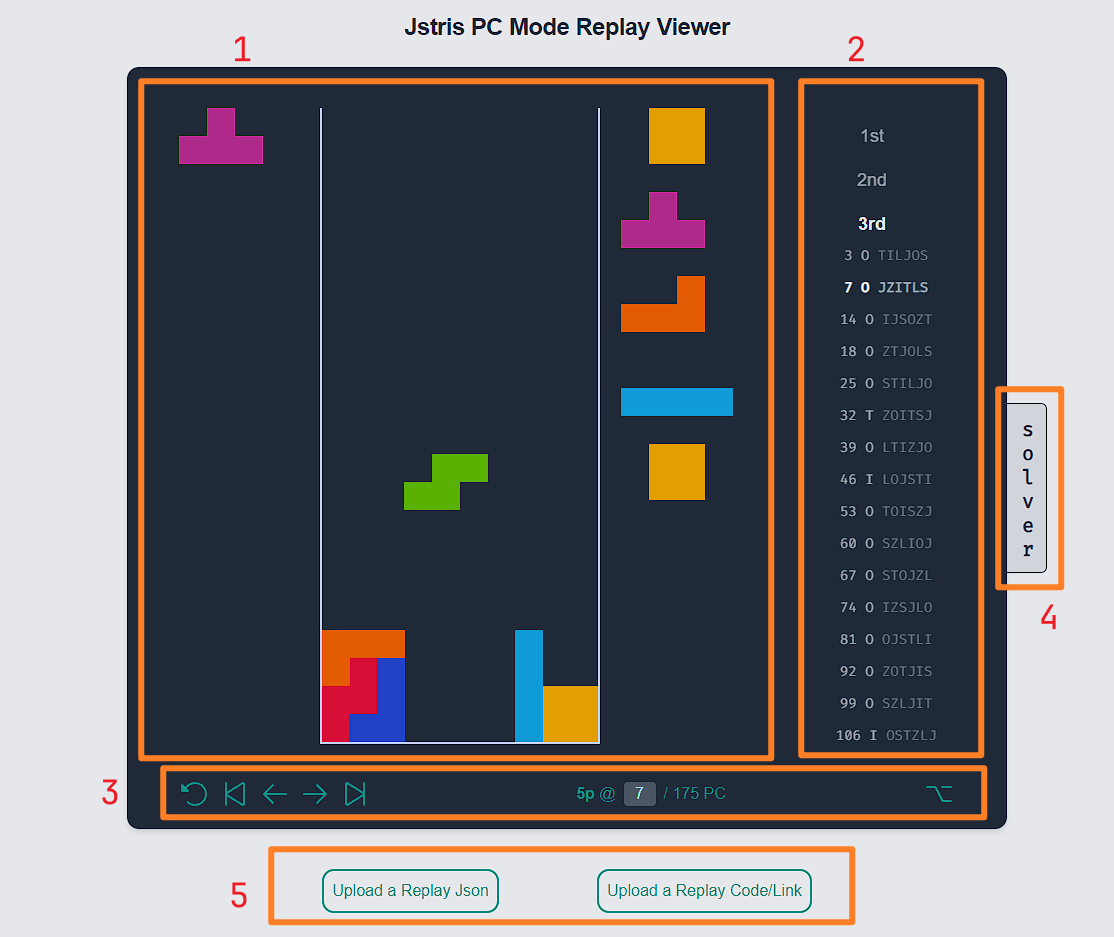 Jstris PC Mode Replay Viewer
1
2
1st
2nd
3rd
3 O TILJOS
7 O JZITLS
14 O IJSOZT
18 O ZTJOLS
25 O STILJO
32 T ZOITSJ
39 O LTIZJO
46 I LOJSTI
53 O TOISZJ
60 O SZLIOJ
67 O STOJZL
74 O IZSJLO
81 O OJSTLI
92 O ZOTJIS
99 O SZLJIT
106 I OSTZLJ
solver
4
3
5p @ 7 / 175 PC
5
Upload a Replay Json
Upload a Replay Code/Link